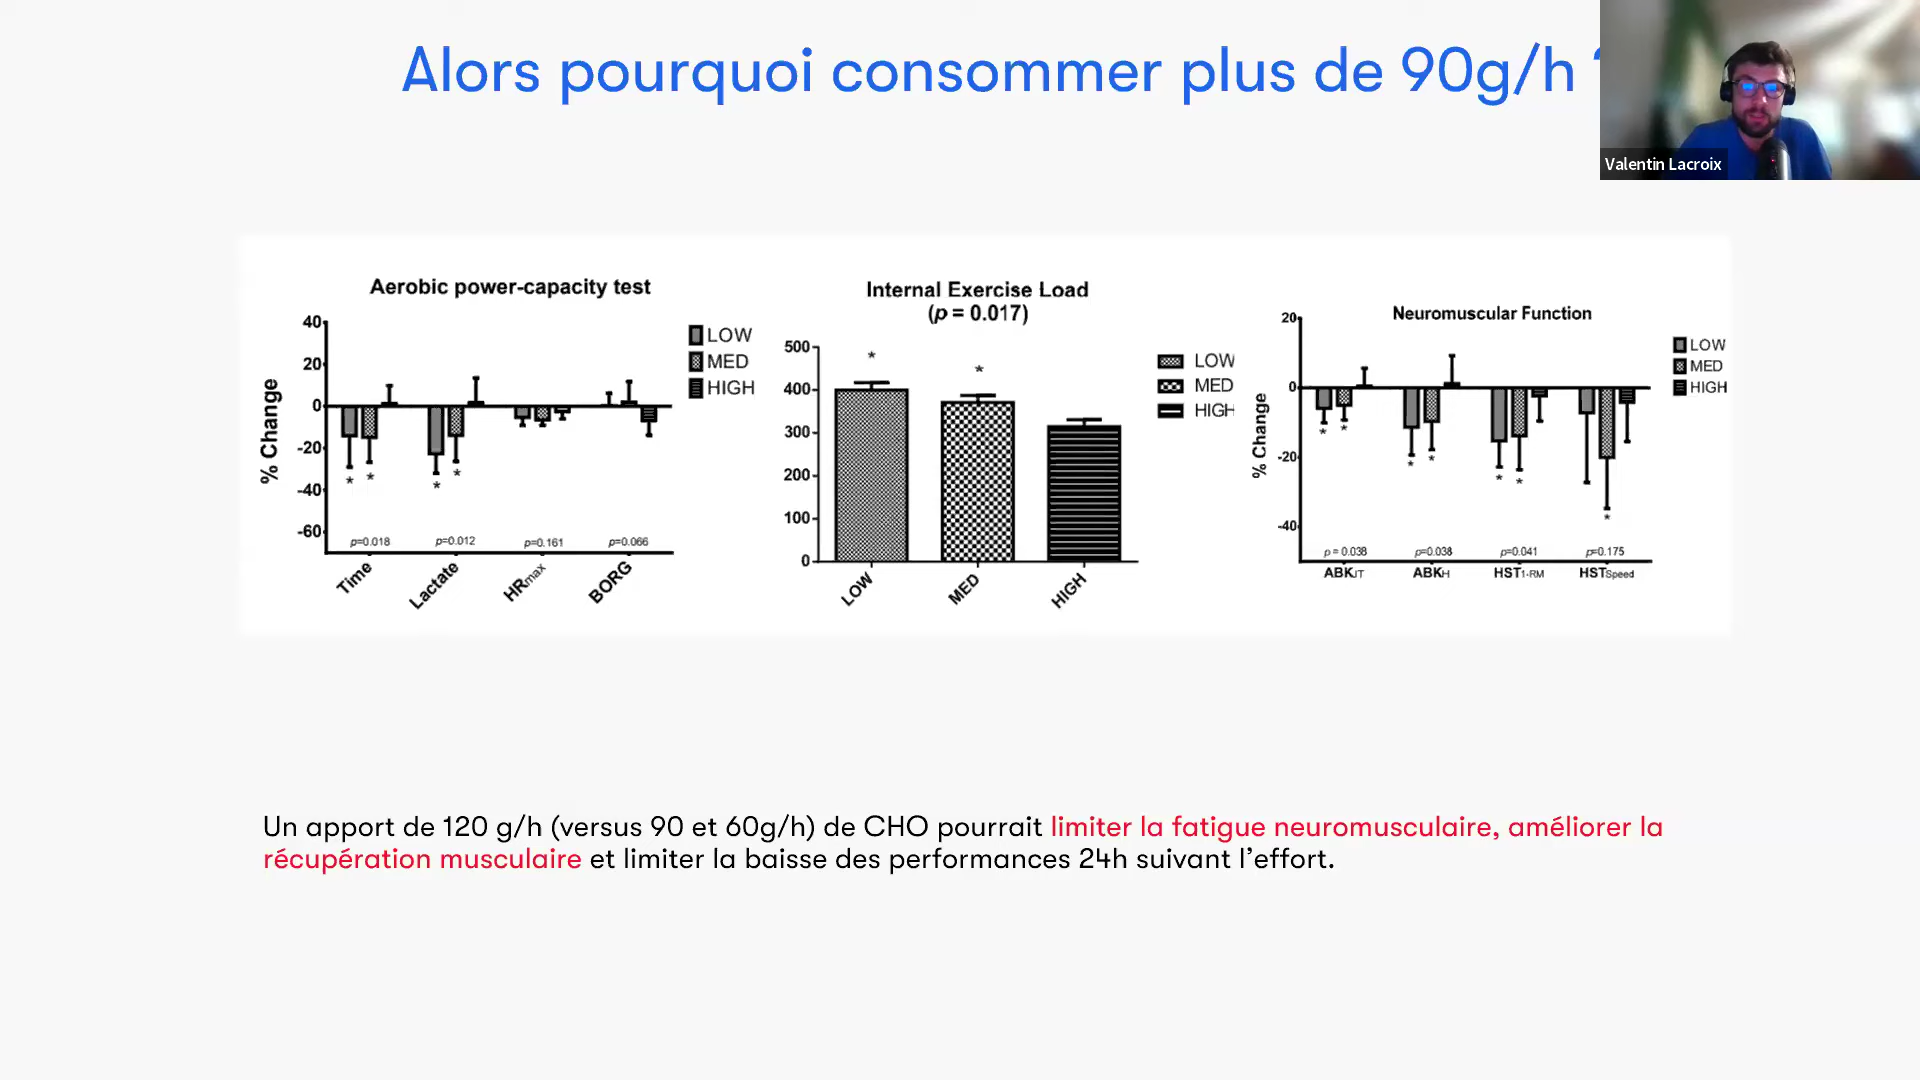 Alors pourquoi consommer plus de 90g/h ?
Valentin Lacroix
Aerobic power-capacity test
% Change
40
20
0
-20
-40
-60
LOW
MED
HIGH
* * * *
p=0.018 p=0.012 p=0.161 p=0.066
Time Lactate HRmax BORG
Internal Exercise Load
(p = 0.017)
500
400
300
200
100
0
* *
LOW
MED
HIGH
LOW MED HIGH
Neuromuscular Function
% Change
20
0
-20
-40
LOW
MED
HIGH
* * * * * * *
p = 0.038 p=0.038 p=0.041 p=0.175
ABKJT ABKH HST1-RM HSTSpeed
Un apport de 120 g/h (versus 90 et 60g/h) de CHO pourrait limiter la fatigue neuromusculaire, améliorer la
récupération musculaire et limiter la baisse des performances 24h suivant l’effort.